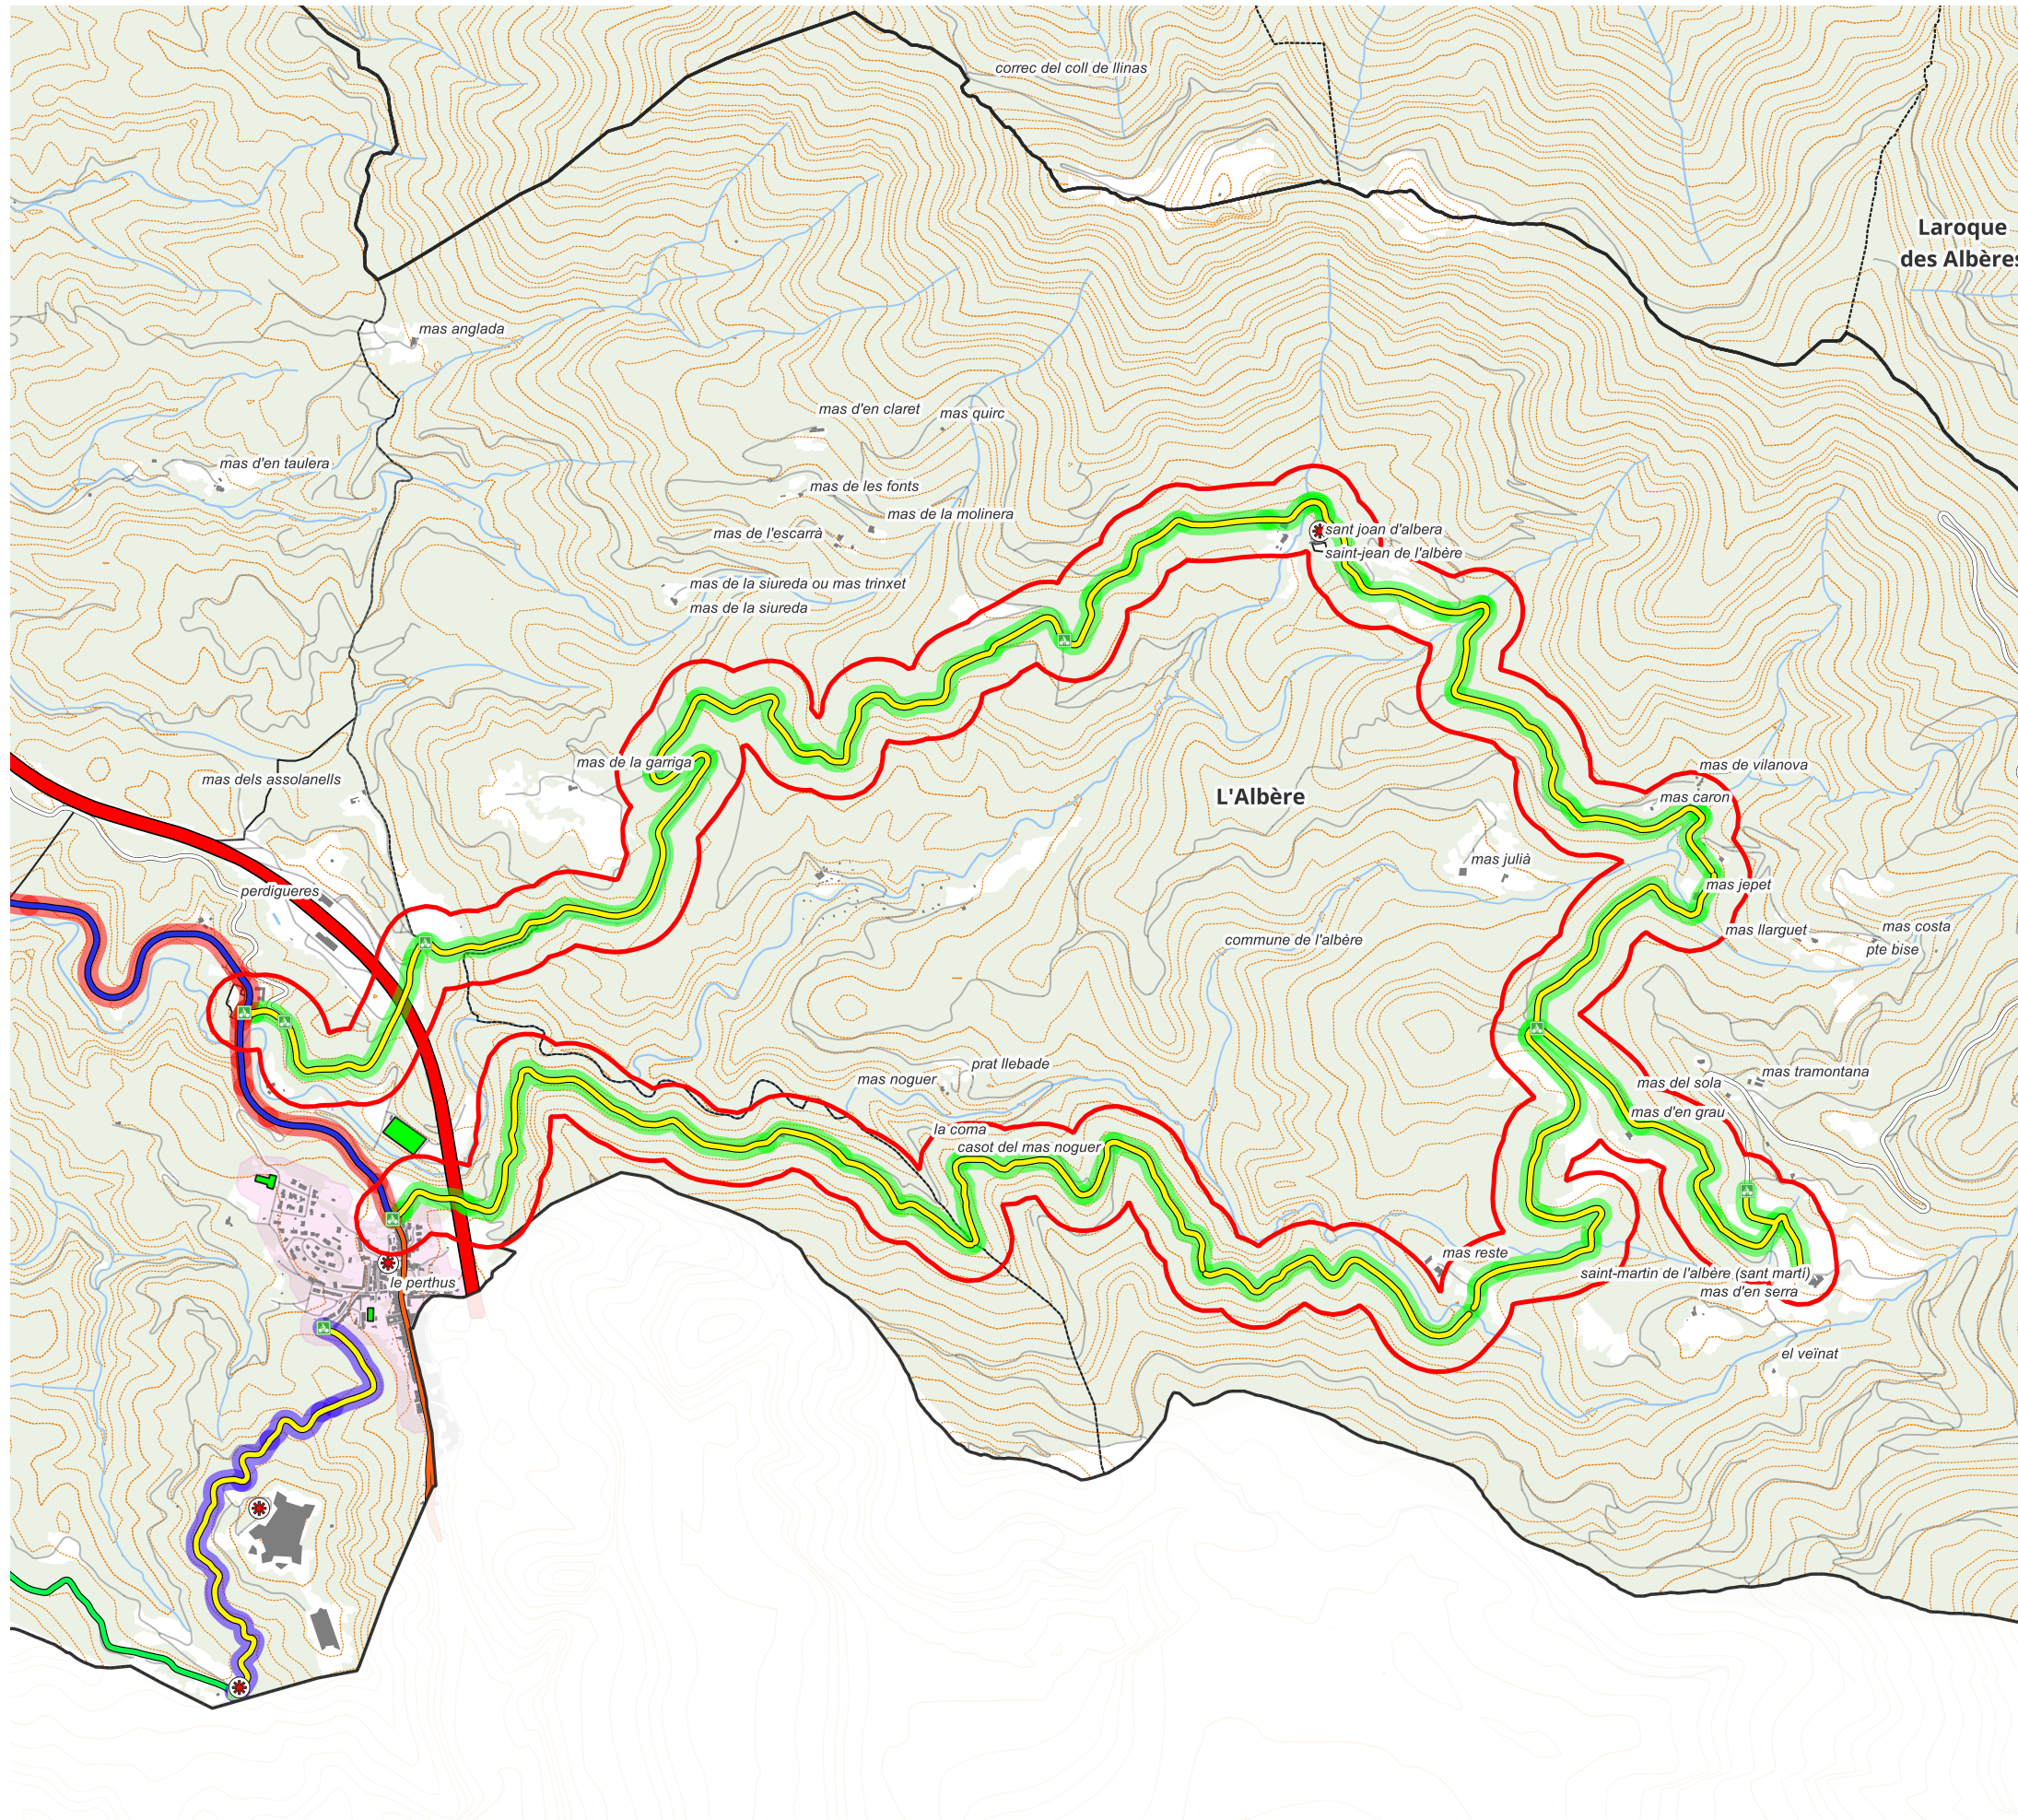 correc del coll de llinas
Laroque
des Albères
mas anglada
mas d'en claret
mas quirc
mas d'en taulera
mas de les fonts
mas de la molinera
mas de l'escarrà
sant joan d'albera
saint-jean de l'albère
mas de la siureda ou mas trinxet
mas de la siureda
mas de la garriga
mas de vilanova
mas dels assolanells
mas caron
L'Albère
mas julià
perdigueres
mas jepet
mas llarguet
mas costa
commune de l'albère
pte bise
prat llebade
mas noguer
mas tramontana
mas del sola
mas d'en grau
la coma
casot del mas noguer
mas reste
saint-martin de l'albère (sant martí)
le perthus
mas d'en serra
el veïnat